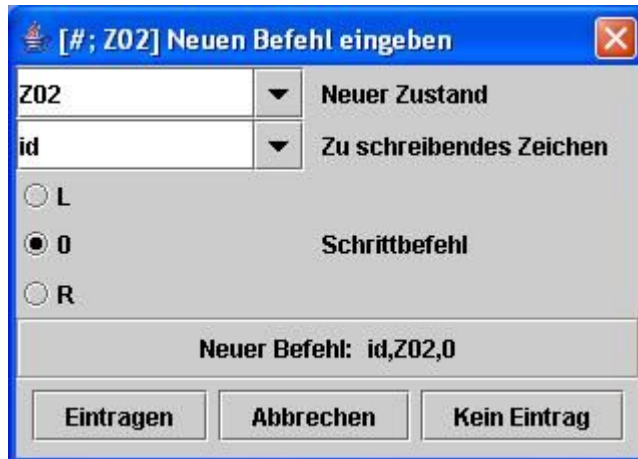 [#; Z02] Neuen Befehl eingeben
Z02 Neuer Zustand
id Zu schreibendes Zeichen
L
0 Schrittbefehl
R
Neuer Befehl: id,Z02,0
Eintragen Abbrechen Kein Eintrag